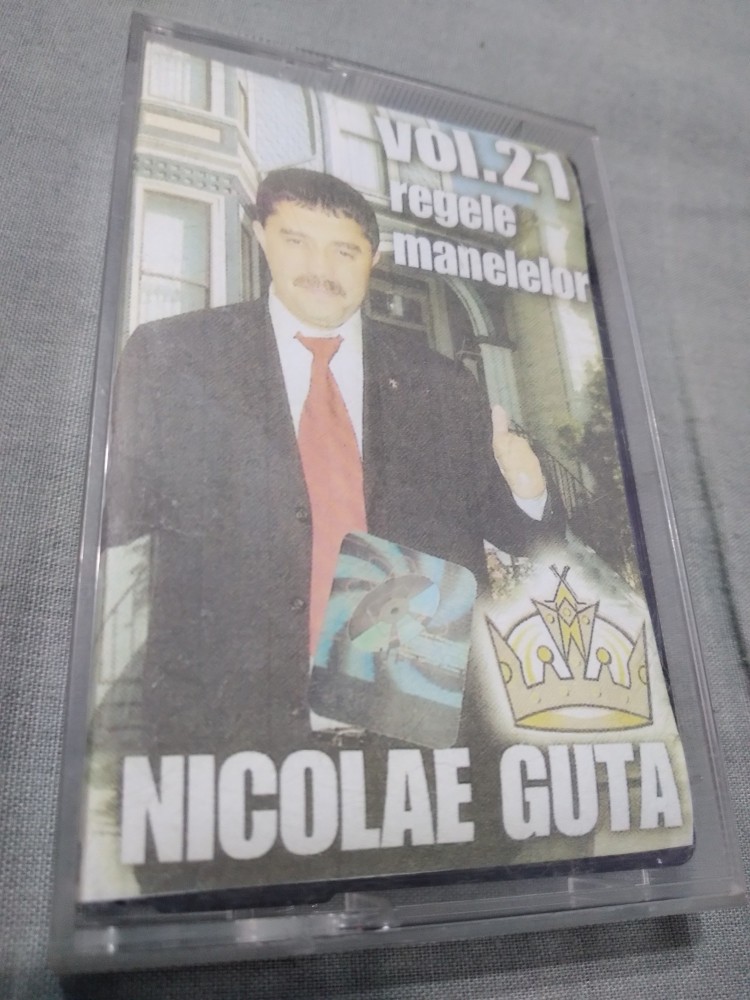 vol.21
regele
manelelor
NICOLAE GUTA